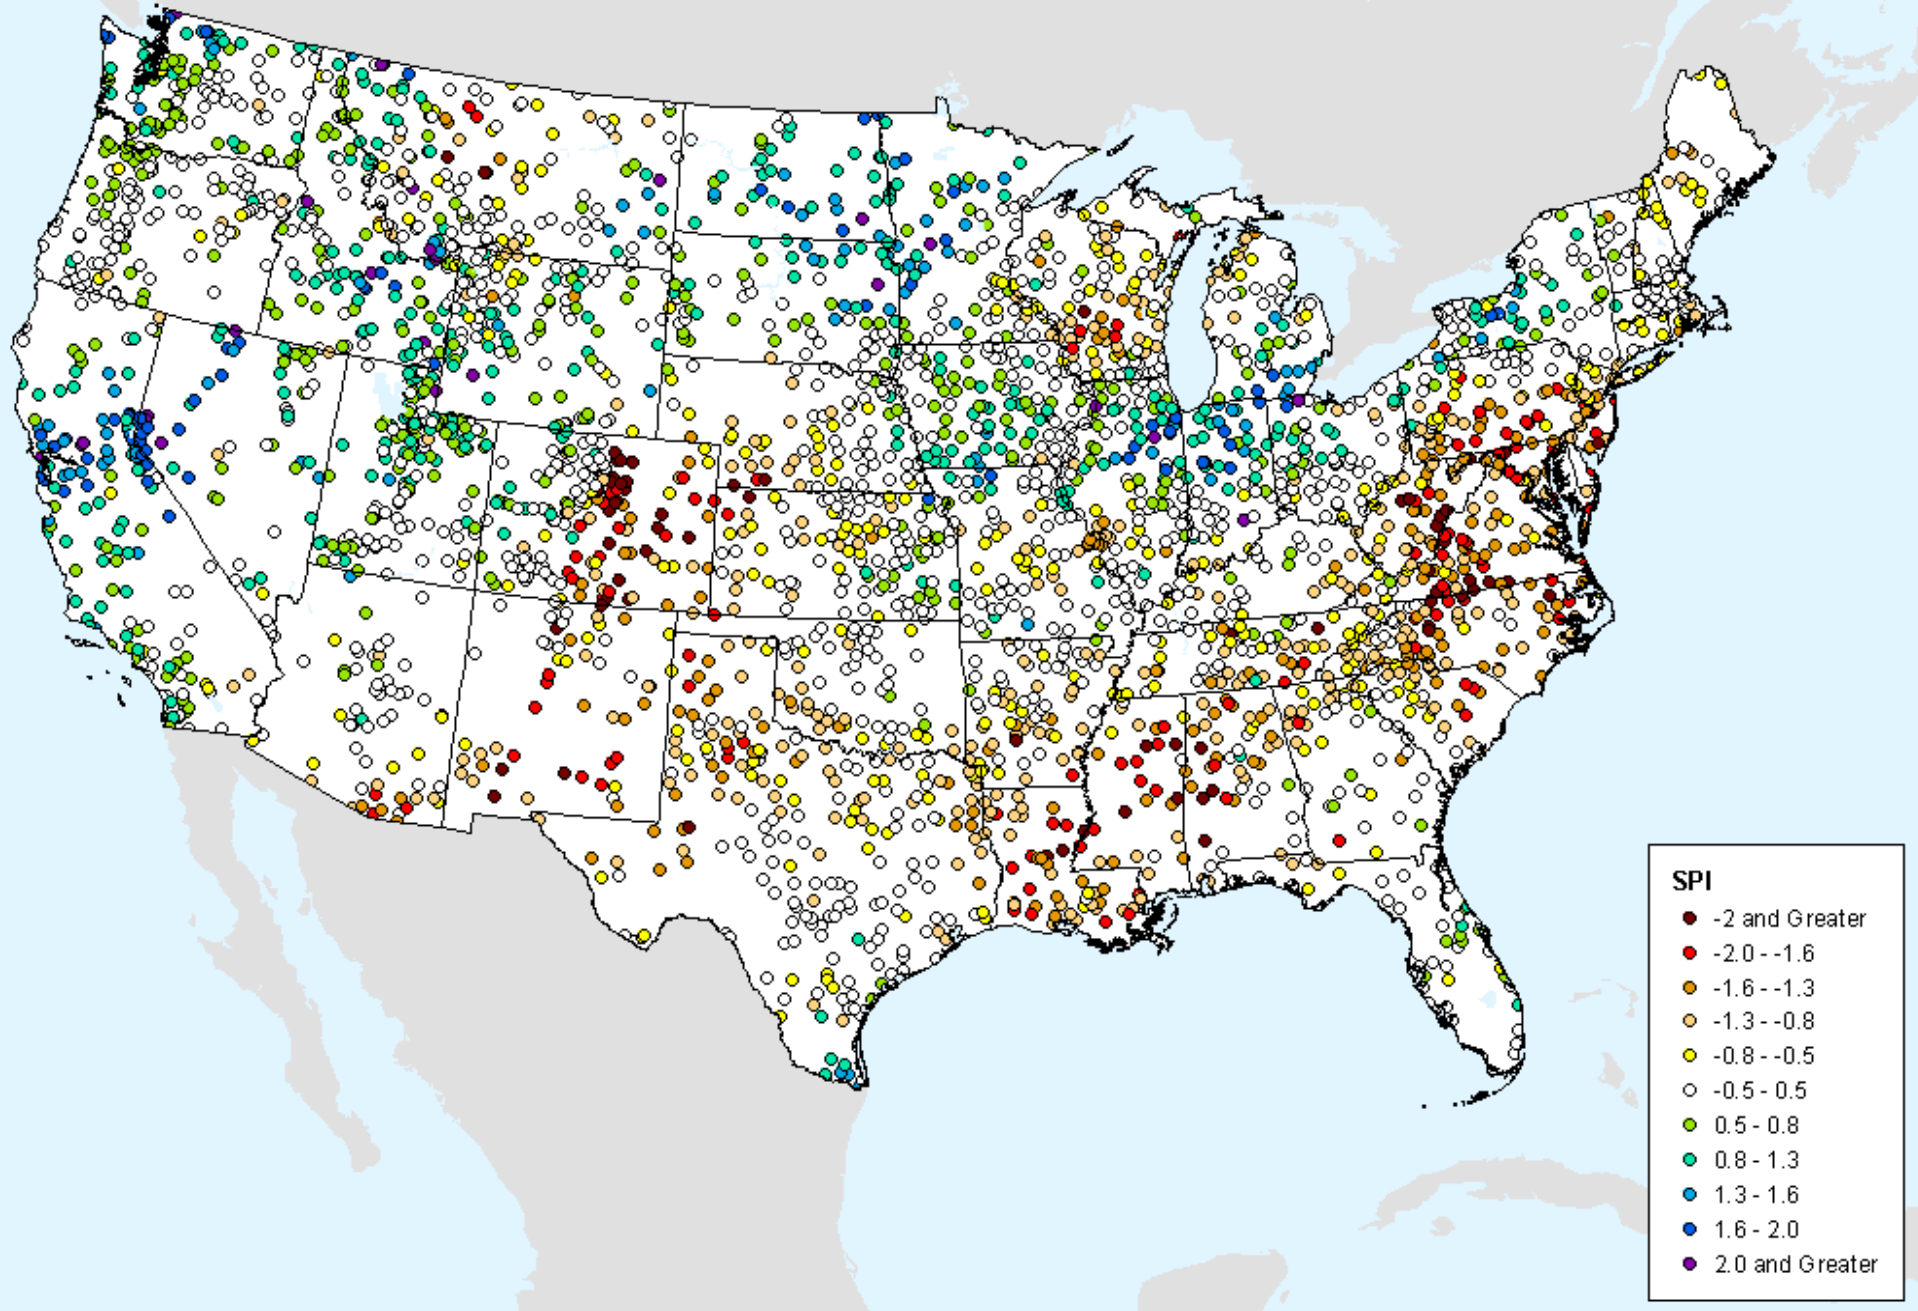 SPI
-2 and Greater
-2.0 - -1.6
-1.6 - -1.3
-1.3 - -0.8
-0.8 - -0.5
-0.5 - 0.5
0.5 - 0.8
0.8 - 1.3
1.3 - 1.6
1.6 - 2.0
2.0 and Greater